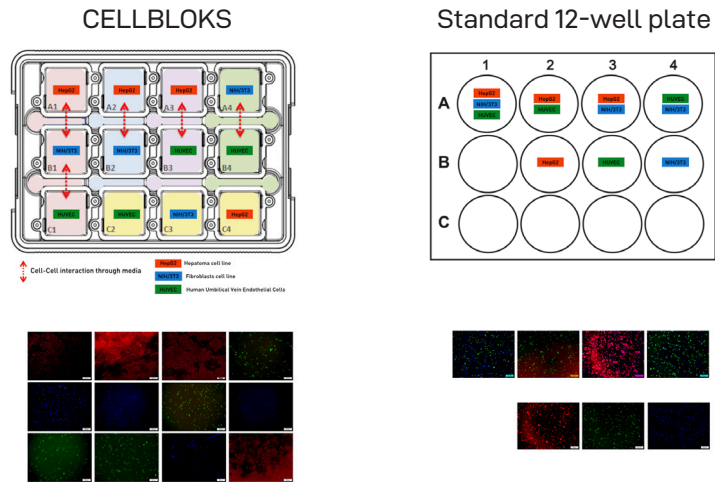 CELLBLOKS
Standard 12-well plate
HepG2
HepG2
HepG2
NIH/3T3
A1
A2
A3
A4
NIH/3T3
NIH/3T3
HUVEC
HUVEC
B1
B2
B3
B4
HUVEC
HUVEC
NIH/3T3
HepG2
C1
C2
C3
C4
Cell-Cell interaction through media
HepG2 Hepatoma cell line
NIH/3T3 Fibroblasts cell line
HUVEC Human Umbilical Vein Endothelial Cells
1 2 3 4
A
HepG2
NIH/3T3
HUVEC
HepG2
HUVEC
HepG2
NIH/3T3
HUVEC
NIH/3T3
B
HepG2
HUVEC
NIH/3T3
C